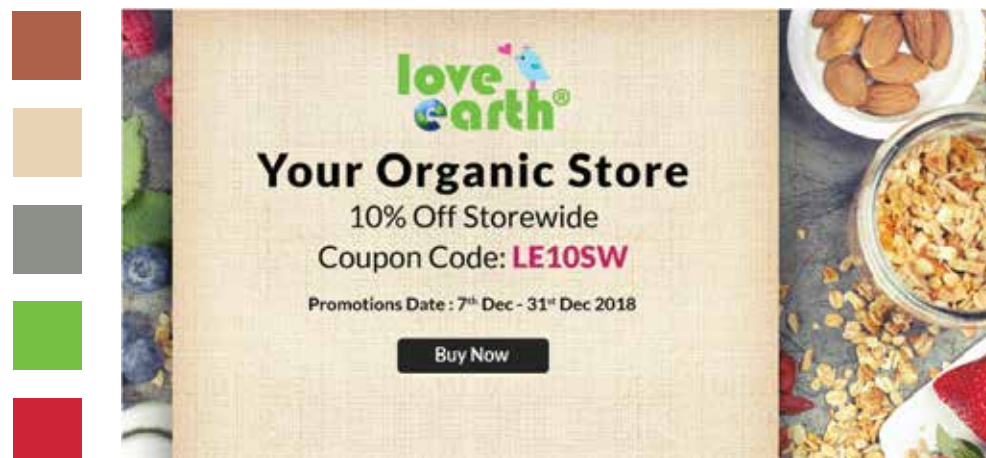 love
earth®
Your Organic Store
10% Off Storewide
Coupon Code: LE10SW
Promotions Date : 7th Dec - 31st Dec 2018
Buy Now